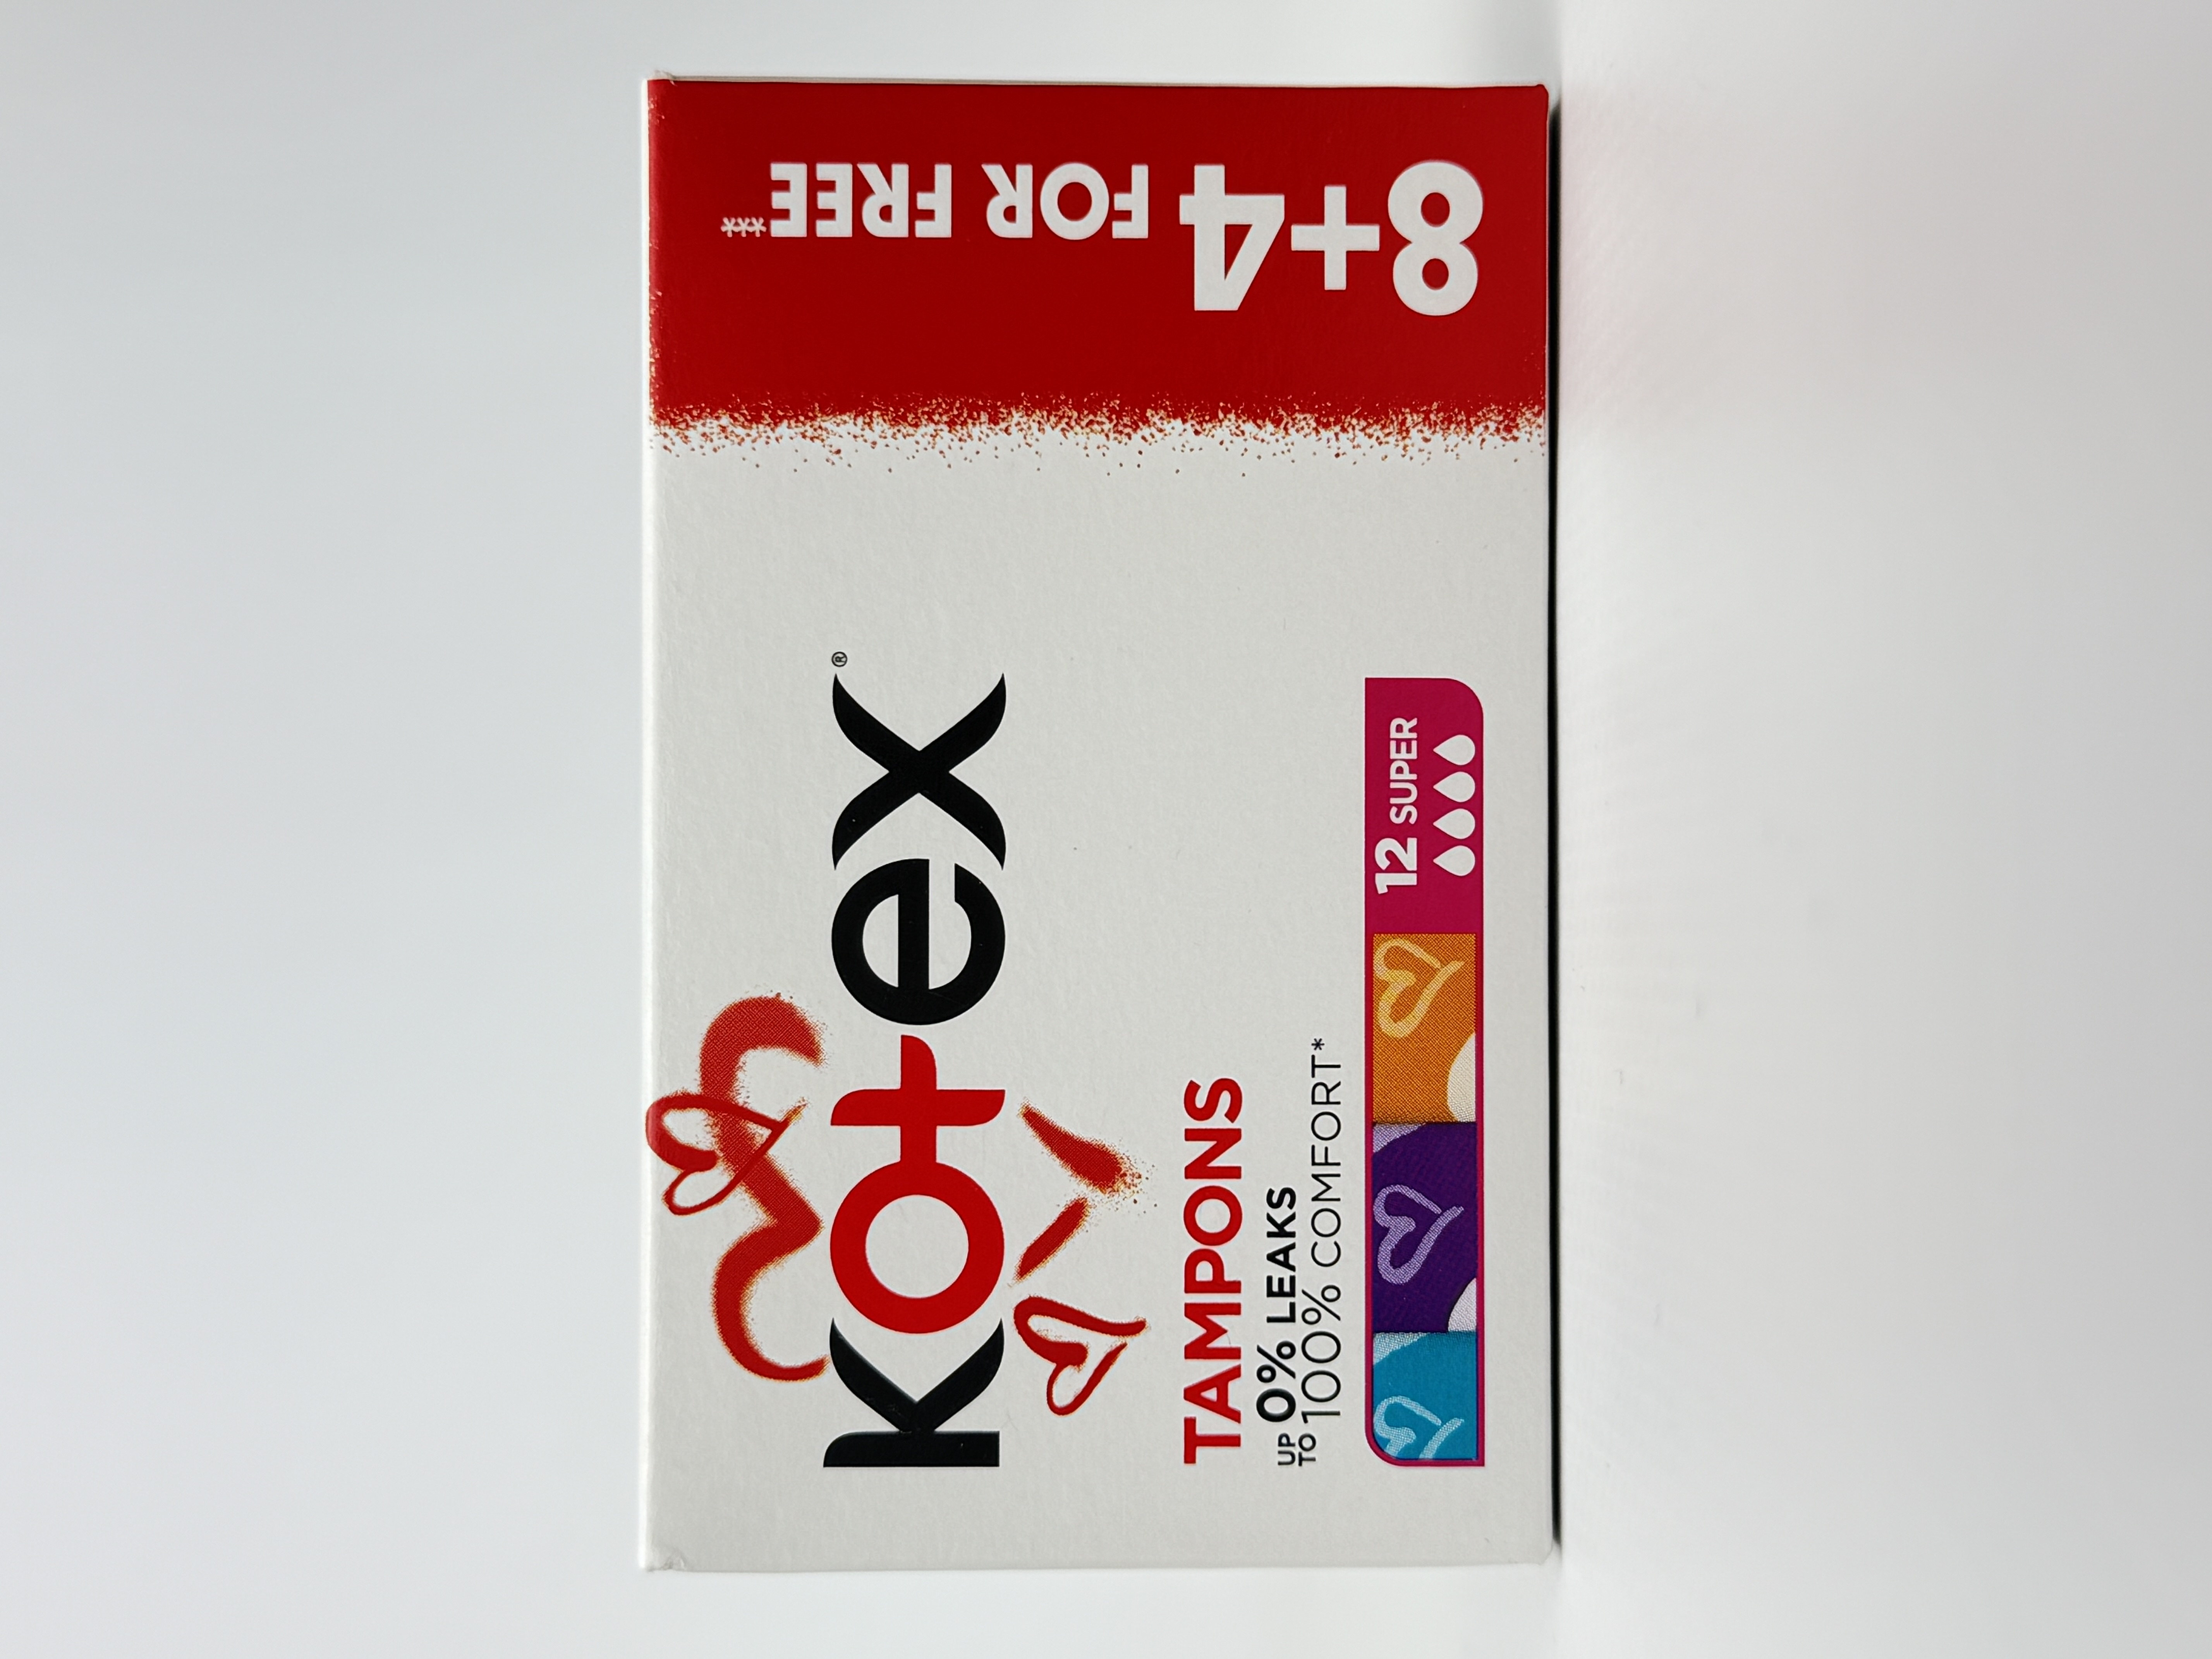 kotex®
TAMPONS
UP TO 0% LEAKS
100% COMFORT*
12 SUPER
8+4 FOR FREE***